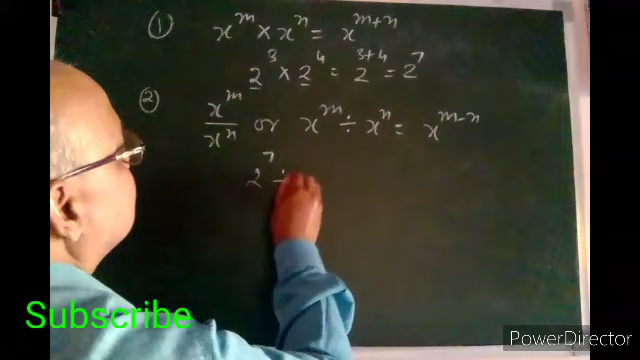 ① x^m × x^n = x^{m+n}
2^3 × 2^4 = 2^{3+4} = 2^7
② x^m / x^n or x^m ÷ x^n = x^{m-n}
2^7 ÷
Subscribe
PowerDirector